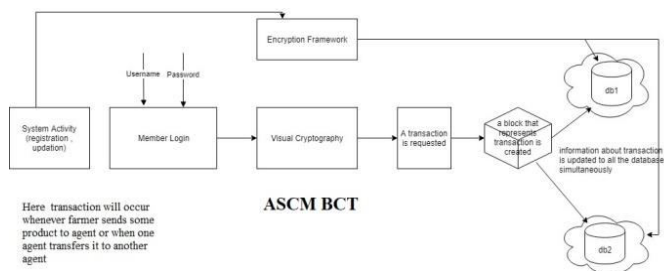 Encryption Framework
Username
Password
System Activity
(registration ,
updation)
Member Login
Visual Cryptography
A transaction
is requested
a block that
represents
transaction is
created
db1
information about transaction
is updated to all the database
simultaneously
db2
Here transaction will occur
whenever farmer sends some
product to agent or when one
agent transfers it to another
agent
ASCM BCT